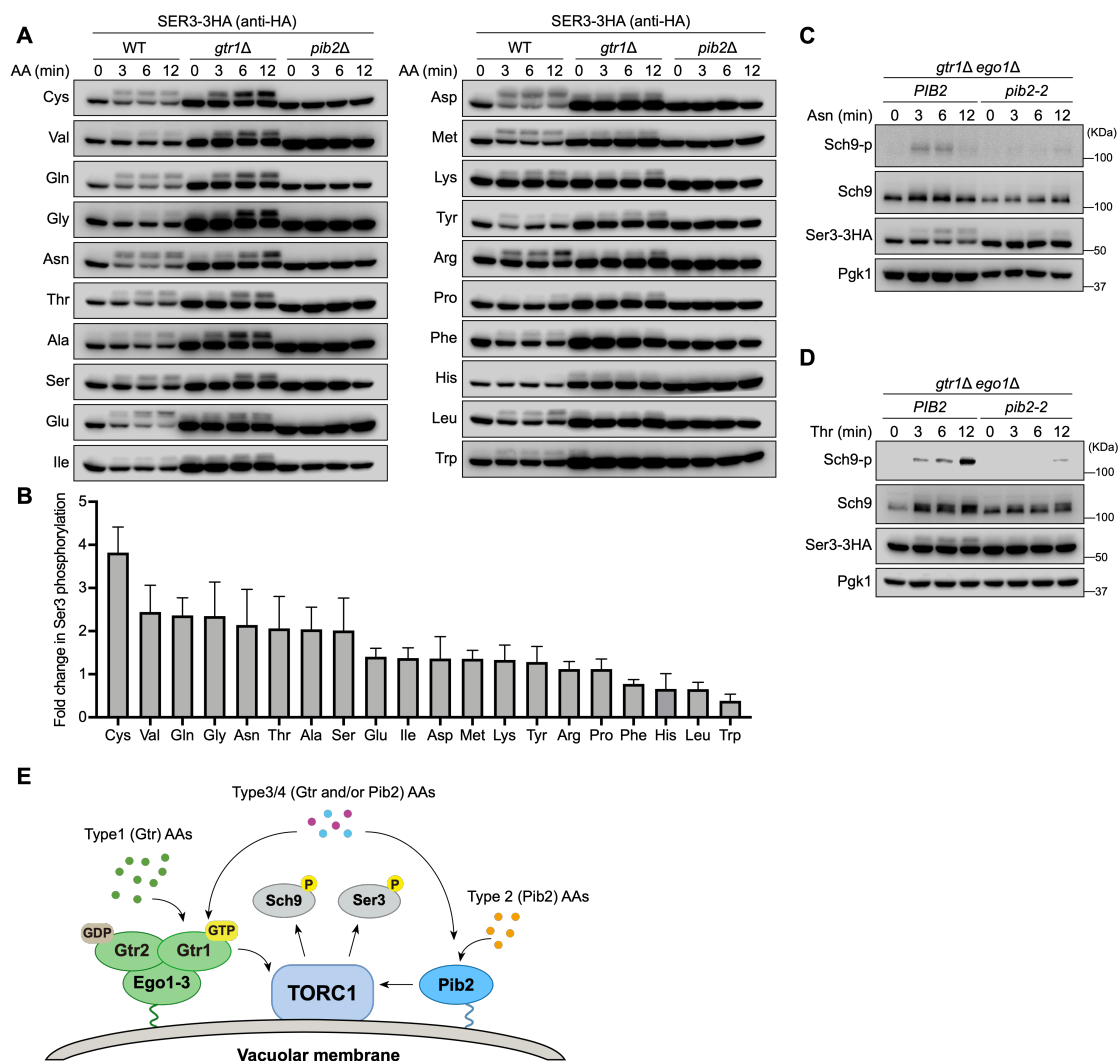 A
SER3-3HA (anti-HA)
WT gtr1Δ pib2Δ
AA (min) 0 3 6 12 0 3 6 12 0 3 6 12
Cys
Val
Gln
Gly
Asn
Thr
Ala
Ser
Glu
Ile
SER3-3HA (anti-HA)
WT gtr1Δ pib2Δ
AA (min) 0 3 6 12 0 3 6 12 0 3 6 12
Asp
Met
Lys
Tyr
Arg
Pro
Phe
His
Leu
Trp
B
Fold change in Ser3 phosphorylation
5
4
3
2
1
0
Cys Val Gln Gly Asn Thr Ala Ser Glu Ile Asp Met Lys Tyr Arg Pro Phe His Leu Trp
C
gtr1Δ ego1Δ
PIB2 pib2-2
Asn (min) 0 3 6 12 0 3 6 12
(KDa)
Sch9-p
100
Sch9
100
Ser3-3HA
50
Pgk1
37
D
gtr1Δ ego1Δ
PIB2 pib2-2
Thr (min) 0 3 6 12 0 3 6 12
(KDa)
Sch9-p
100
Sch9
100
Ser3-3HA
50
Pgk1
37
E
Type3/4 (Gtr and/or Pib2) AAs
Type1 (Gtr) AAs
Type 2 (Pib2) AAs
P
P
Sch9
Ser3
GDP
GTP
Gtr2
Gtr1
Ego1-3
TORC1
Pib2
Vacuolar membrane